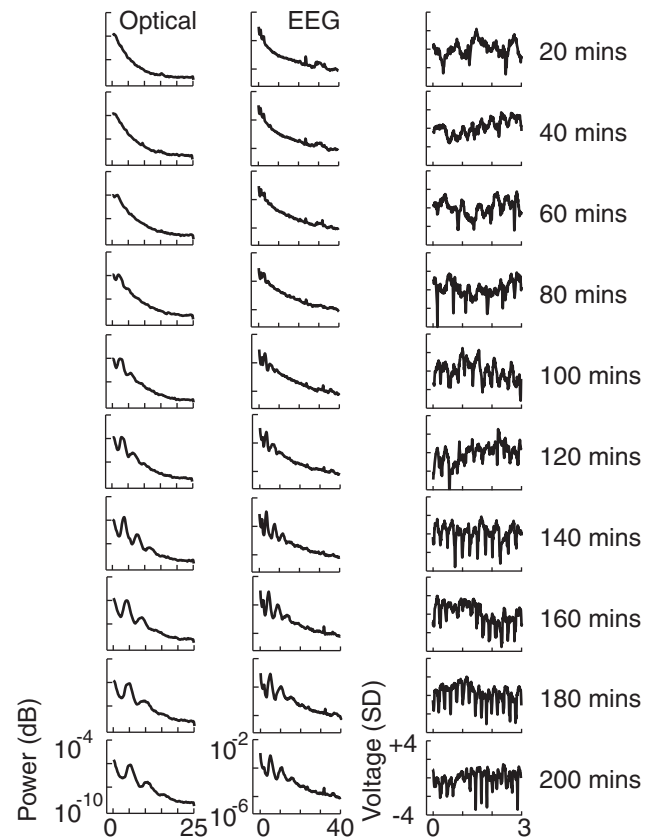 Optical
EEG
20 mins
40 mins
60 mins
80 mins
100 mins
120 mins
140 mins
160 mins
180 mins
200 mins
Power (dB)
10-4
10-10
0
25
10-2
10-6
0
40
Voltage (SD)
+4
-4
0
3